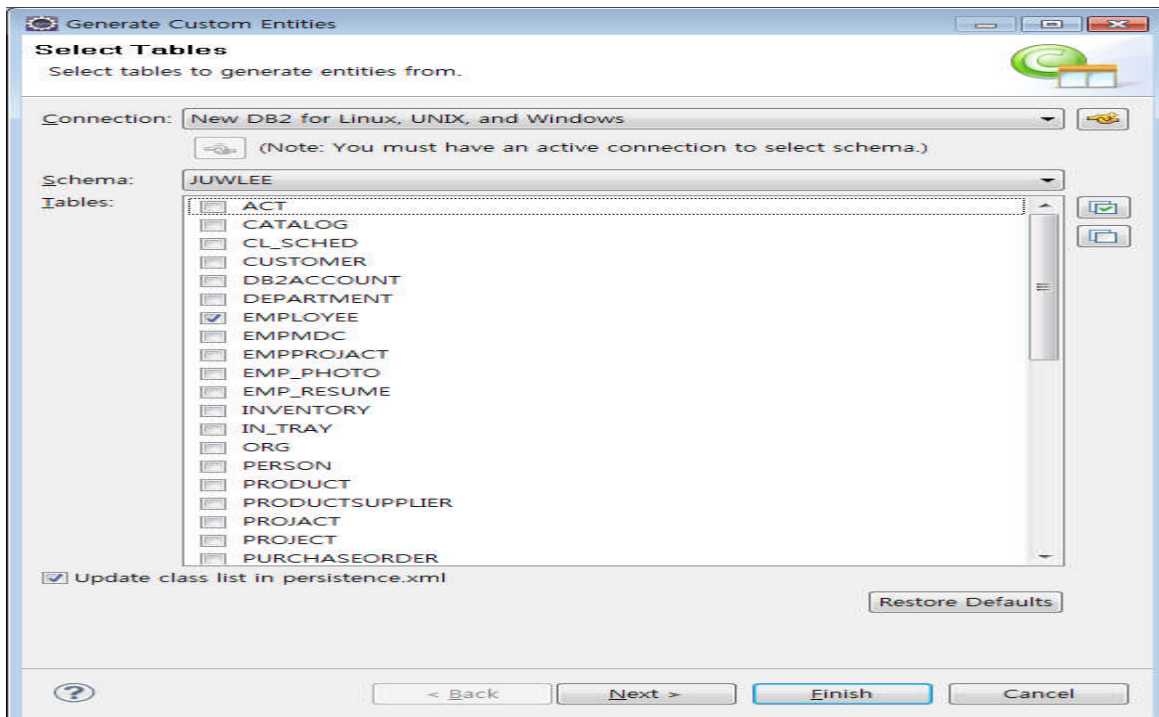 Generate Custom Entities
Select Tables
Select tables to generate entities from.
Connection: New DB2 for Linux, UNIX, and Windows
(Note: You must have an active connection to select schema.)
Schema: JUWLEE
Tables: ACT
CATALOG
CL_SCHED
CUSTOMER
DB2ACCOUNT
DEPARTMENT
EMPLOYEE
EMPMDC
EMPPROJACT
EMP_PHOTO
EMP_RESUME
INVENTORY
IN_TRAY
ORG
PERSON
PRODUCT
PRODUCTSUPPLIER
PROJACT
PROJECT
PURCHASEORDER
Update class list in persistence.xml
Restore Defaults
< Back Next > Finish Cancel